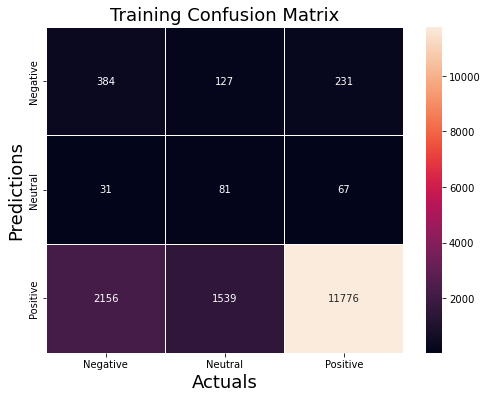 Training Confusion Matrix
Predictions
Negative
384 127 231
Neutral
31 81 67
Positive
2156 1539 11776
Negative Neutral Positive
Actuals
10000
8000
6000
4000
2000